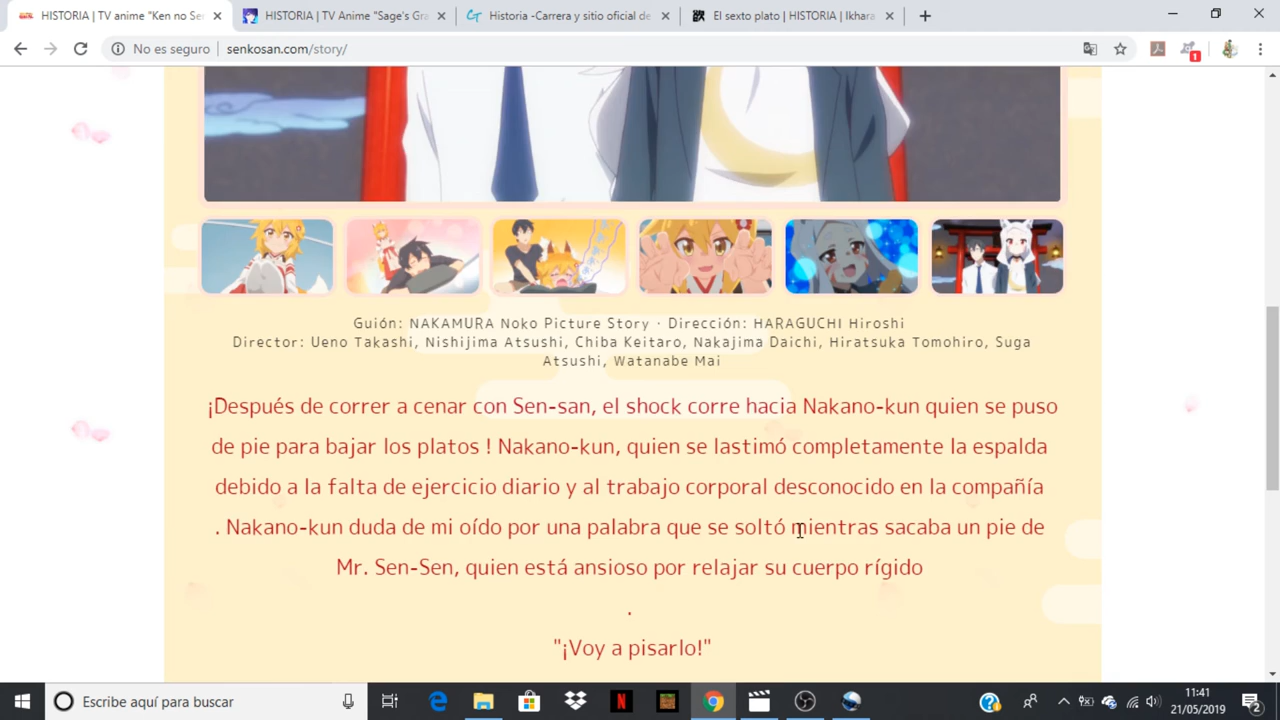 HISTORIA | TV anime "Ken no Se
HISTORIA | TV Anime "Sage's Gra
Historia -Carrera y sitio oficial de
El sexto plato | HISTORIA | Ikhara
No es seguro | senkosan.com/story/
1
Guión: NAKAMURA Noko Picture Story · Dirección: HARAGUCHI Hiroshi
Director: Ueno Takashi, Nishijima Atsushi, Chiba Keitaro, Nakajima Daichi, Hiratsuka Tomohiro, Suga
Atsushi, Watanabe Mai
¡Después de correr a cenar con Sen-san, el shock corre hacia Nakano-kun quien se puso
de pie para bajar los platos ! Nakano-kun, quien se lastimó completamente la espalda
debido a la falta de ejercicio diario y al trabajo corporal desconocido en la compañía
. Nakano-kun duda de mi oído por una palabra que se soltó mientras sacaba un pie de
Mr. Sen-Sen, quien está ansioso por relajar su cuerpo rígido
.
"¡Voy a pisarlo!"
Escribe aquí para buscar
11:41
21/05/2019
2